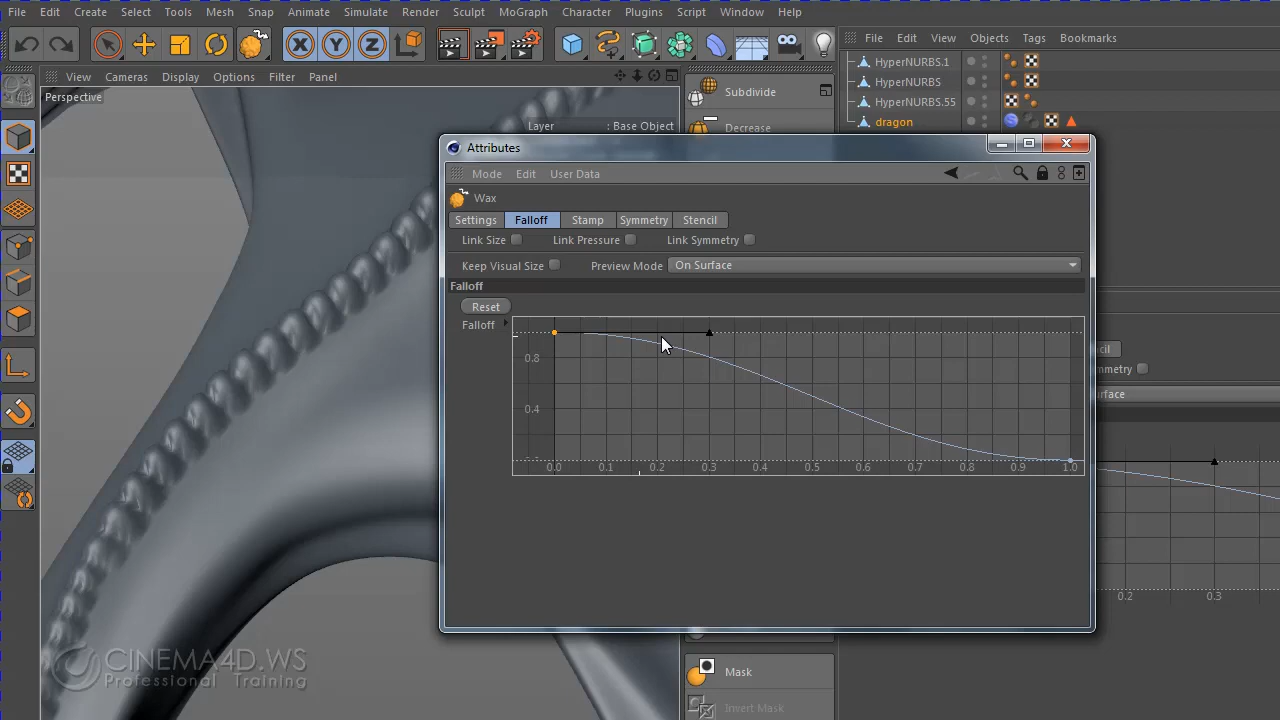 File Edit Create Select Tools Mesh Snap Animate Simulate Render Sculpt MoGraph Character Plugins Script Window Help
File Edit View Objects Tags Bookmarks
View Cameras Display Options Filter Panel
HyperNURBS.1
HyperNURBS
HyperNURBS.55
dragon
Perspective
Subdivide
Decrease
Layer : Base Object
Attributes
Mode Edit User Data
Wax
Settings Falloff Stamp Symmetry Stencil
Link Size Link Pressure Link Symmetry
Keep Visual Size Preview Mode On Surface
Falloff
Reset
Falloff
0.8
0.4
0.0 0.1 0.2 0.3 0.4 0.5 0.6 0.7 0.8 0.9 1.0
cil
mmetry
urface
0.2 0.3
Mask
Invert Mask
CINEMA4D.WS
Professional Training